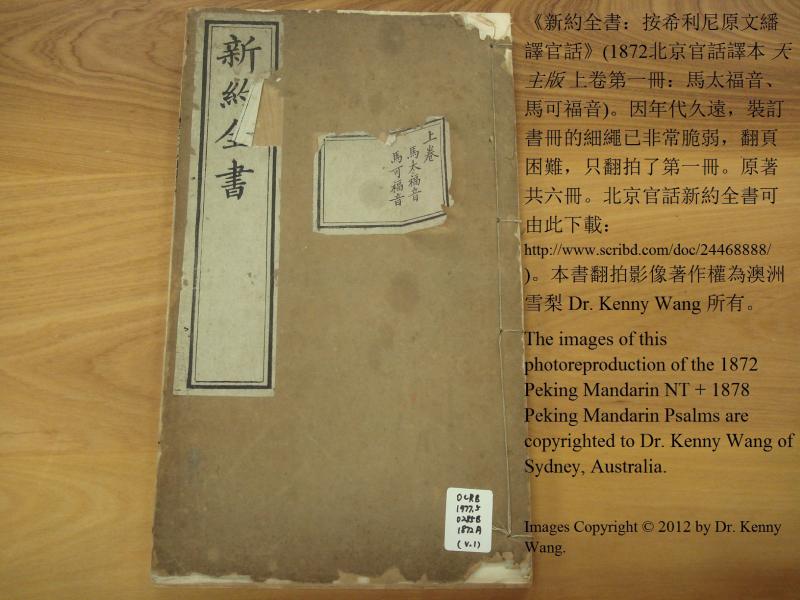 新約全書
上卷
馬太福音
馬可福音
OLRB
1977.5
0285B
1872A
(V.1)
《新約全書：按希利尼原文繙
譯官話》(1872北京官話譯本 天
主版 上卷第一冊：馬太福音、
馬可福音)。因年代久遠，裝訂
書冊的細繩已非常脆弱，翻頁
困難，只翻拍了第一冊。原著
共六冊。北京官話新約全書可
由此下載：
http://www.scribd.com/doc/24468888/
)。本書翻拍影像著作權為澳洲
雪梨 Dr. Kenny Wang 所有。
The images of this
photoreproduction of the 1872
Peking Mandarin NT + 1878
Peking Mandarin Psalms are
copyrighted to Dr. Kenny Wang of
Sydney, Australia.
Images Copyright © 2012 by Dr. Kenny
Wang.